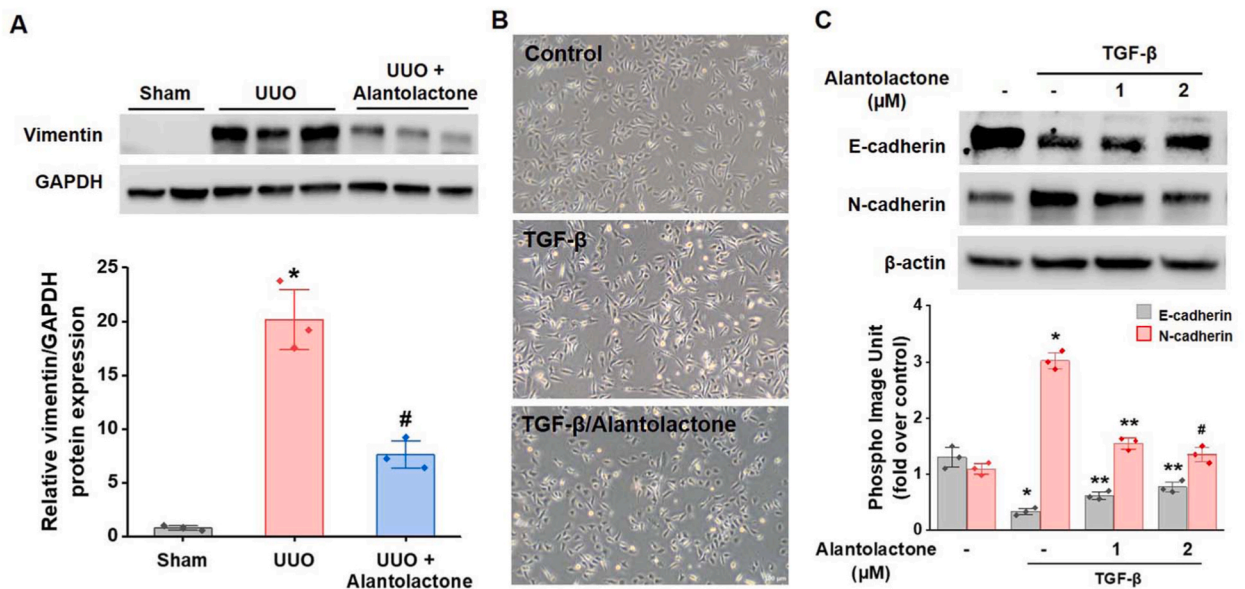 A
Sham
UUO
UUO +
Alantolactone
Vimentin
GAPDH
Relative vimentin/GAPDH
protein expression
25
20
15
10
5
0
*
#
Sham
UUO
UUO +
Alantolactone
B
Control
TGF-β
TGF-β/Alantolactone
C
TGF-β
Alantolactone
(μM)
- - 1 2
E-cadherin
N-cadherin
β-actin
E-cadherin
N-cadherin
Phospho Image Unit
(fold over control)
4
3
2
1
0
* * ** ** ** #
Alantolactone
(μM)
- - 1 2
TGF-β